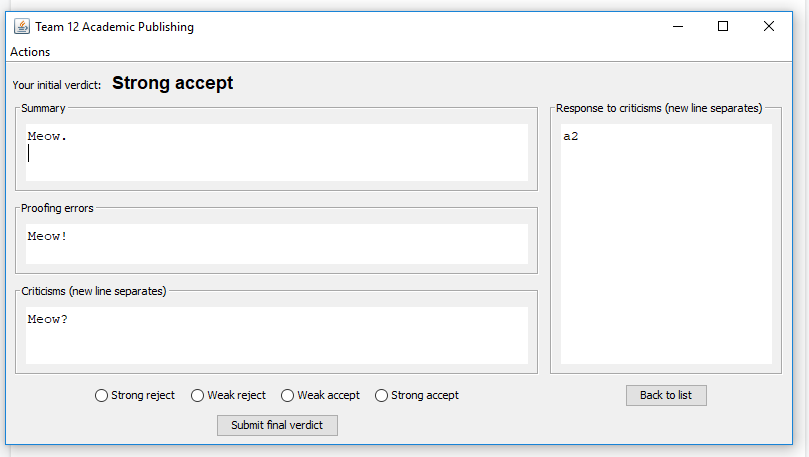 Team 12 Academic Publishing
Actions
Your initial verdict: Strong accept
Summary
Meow.
Proofing errors
Meow!
Criticisms (new line separates)
Meow?
Strong reject Weak reject Weak accept Strong accept
Submit final verdict
Response to criticisms (new line separates)
a2
Back to list